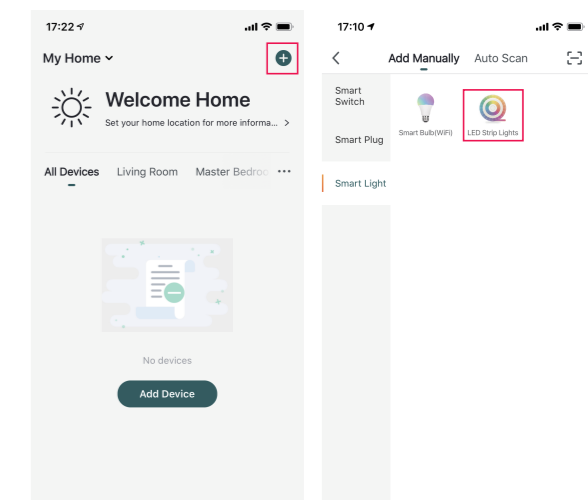 17:22
My Home
Welcome Home
Set your home location for more informa...
All Devices Living Room Master Bedroo ...
No devices
Add Device
17:10
Add Manually Auto Scan
Smart
Switch
Smart Plug
Smart Light
Smart Bulb(WiFi) LED Strip Lights